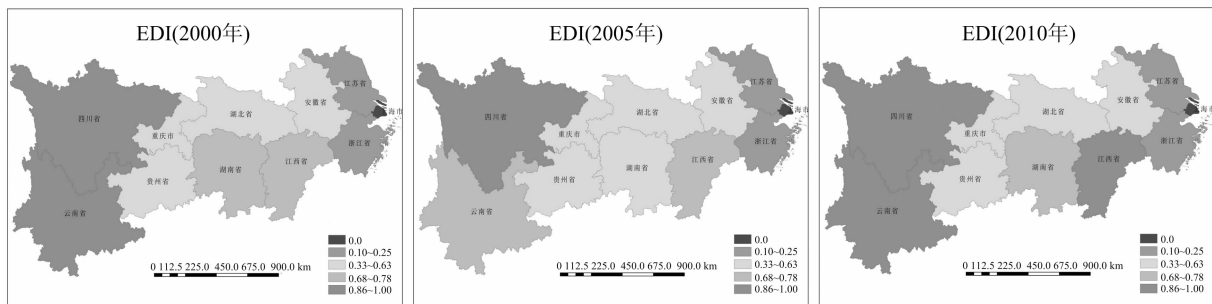 EDI(2000年)
江苏省
安徽省
海市
四川省
湖北省
重庆市
浙江省
江西省
湖南省
贵州省
云南省
0.0
0.10~0.25
0.33~0.63
0.68~0.78
0.86~1.00
0 112.5 225.0 450.0 675.0 900.0 km
EDI(2005年)
江苏省
安徽省
海市
四川省
湖北省
重庆市
浙江省
江西省
湖南省
贵州省
云南省
0.0
0.10~0.25
0.33~0.63
0.68~0.78
0.86~1.00
0 112.5 225.0 450.0 675.0 900.0 km
EDI(2010年)
江苏省
安徽省
海市
四川省
湖北省
重庆市
浙江省
江西省
湖南省
贵州省
云南省
0.0
0.10~0.25
0.33~0.63
0.68~0.78
0.86~1.00
0 112.5 225.0 450.0 675.0 900.0 km